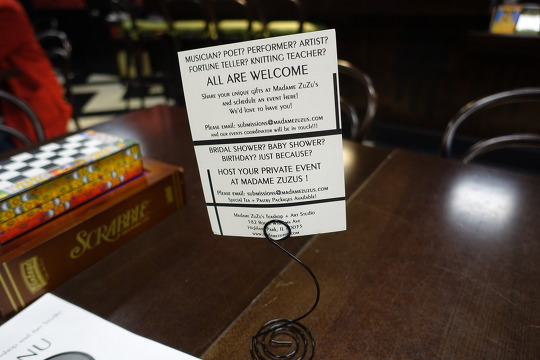 MUSICIAN? POET? PERFORMER? ARTIST?
FORTUNE TELLER? KNITTING TEACHER?
ALL ARE WELCOME
Share your unique gifts at Madame ZuZu's
and schedule an event here!
We'd love to have you!
Please email: submissions@madamezuzus.com
and our events coordinator will be in touch!!!
BRIDAL SHOWER? BABY SHOWER?
BIRTHDAY? JUST BECAUSE?
HOST YOUR PRIVATE EVENT
AT MADAME ZUZUS !
Please email: submissions@madamezuzus.com
Special Tea + Pastry Packages Available!
Madame ZuZu's Teashop + Art Studio
Highland Park, IL 60035
SCRABBLE
NU